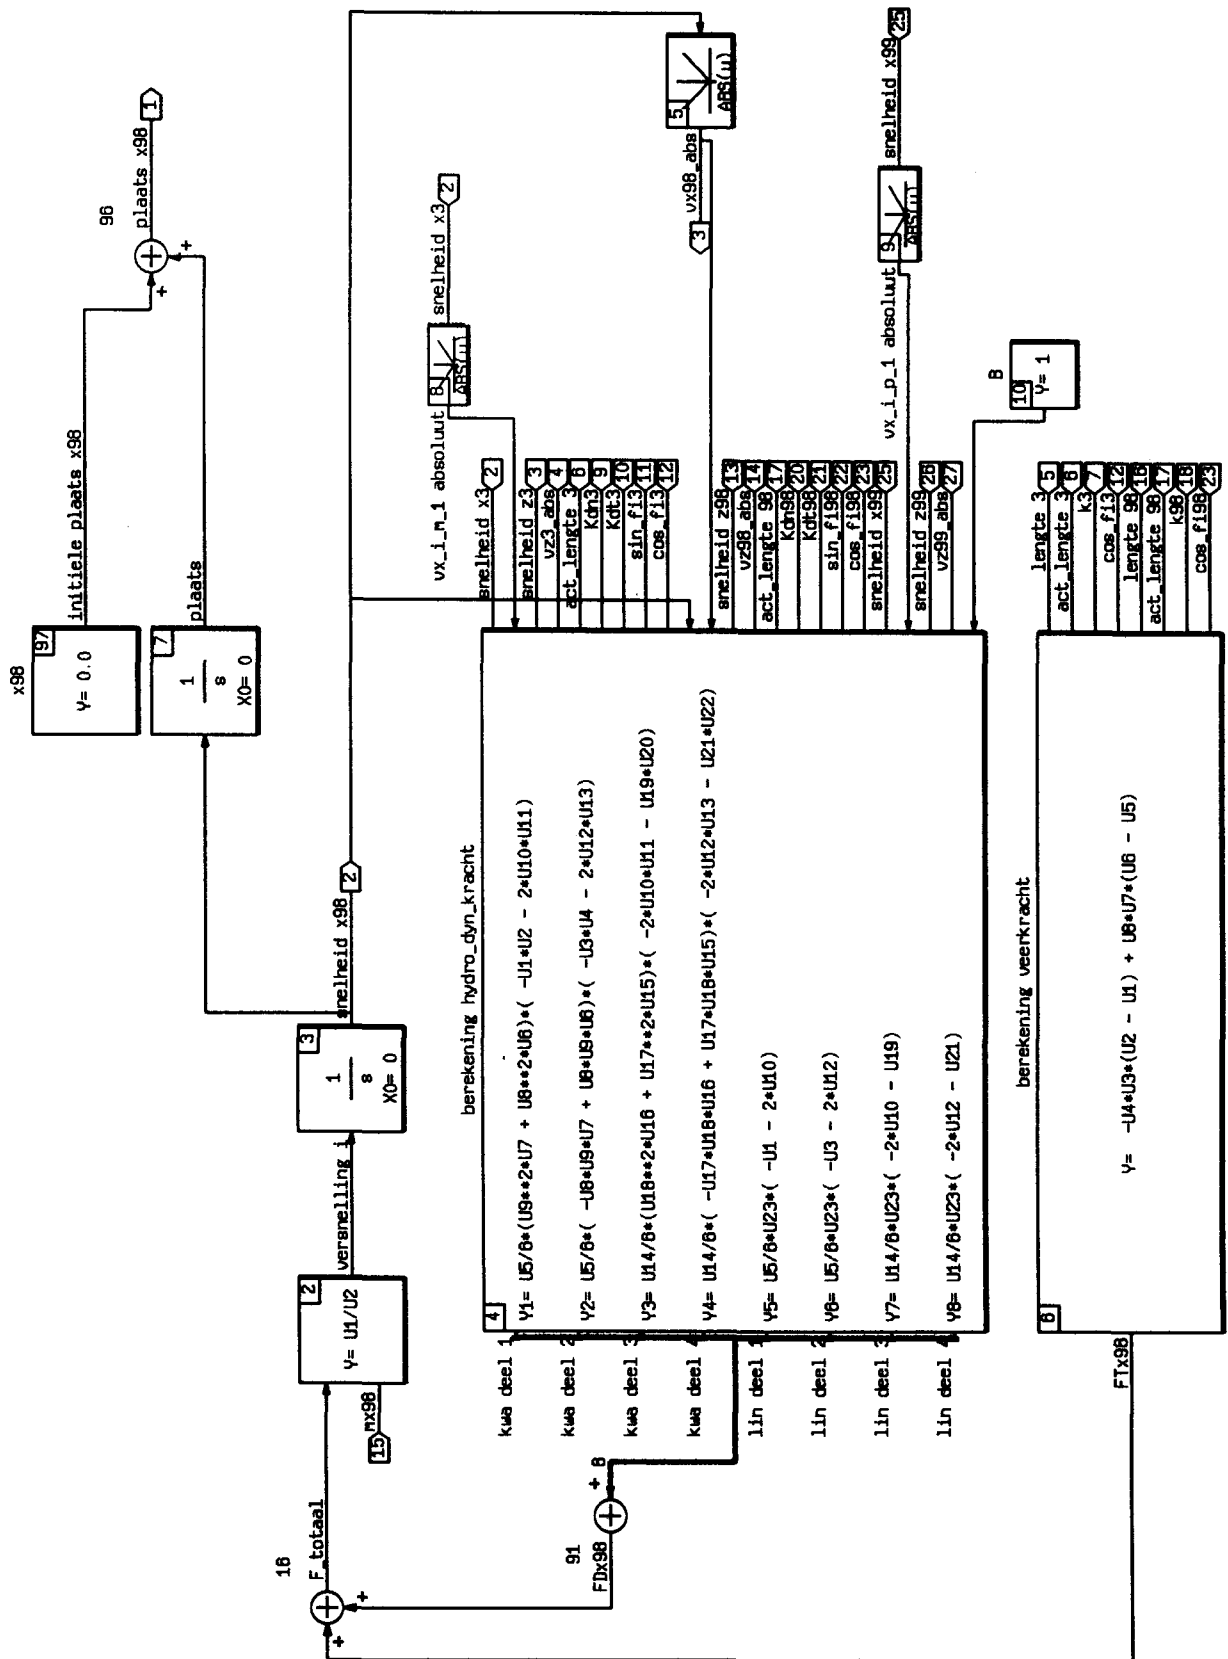 x98
97
Y= 0.0
initiele plaats x98
96
plaats x98
1
7
1
s
X0= 0
plaats
16
F_totaal
2
Y= U1/U2
15
mx98
versnelling i
3
1
s
X0= 0
snelheid x98
2
91
FDx98
8
berekening hydro_dyn_kracht
4
kwa deel 1
kwa deel 2
kwa deel 3
kwa deel 4
lin deel 1
lin deel 2
lin deel 3
lin deel 4
Y1= U5/6*(U9**2*U7 + U8**2*U6)*( -U1*U2 - 2*U10*U11)
Y2= U5/6*( -U8*U9*U7 + U8*U9*U6)*( -U3*U4 - 2*U12*U13)
Y3= U14/6*(U18**2*U16 + U17**2*U15)*( -2*U10*U11 - U19*U20)
Y4= U14/6*( -U17*U18*U16 + U17*U18*U15)*( -2*U12*U13 - U21*U22)
Y5= U5/6*U23*( -U1 - 2*U10)
Y6= U5/6*U23*( -U3 - 2*U12)
Y7= U14/6*U23*( -2*U10 - U19)
Y8= U14/6*U23*( -2*U12 - U21)
snelheid x3 2
vx_i_m_1 absoluut
8
ABS(u)
snelheid x3 2
snelheid z3 3
vz3_abs 4
act_lengte 3 6
Kdn3 9
Kdt3 10
sin_fi3 11
cos_fi3 12
5
ABS(u)
vx98_abs
3
snelheid z98 13
vz98_abs 14
act_lengte 98 17
Kdn98 20
Kdt98 21
sin_fi98 22
cos_fi98 23
snelheid x99 25
vx_i_p_1 absoluut
9
ABS(u)
snelheid x99 25
snelheid z99 26
vz99_abs 27
B
10
Y= 1
berekening veerkracht
6
FTx98
Y= -U4*U3*(U2 - U1) + U8*U7*(U6 - U5)
lengte 3 5
act_lengte 3 6
k3 7
cos_fi3 12
lengte 98 16
act_lengte 98 17
k98 18
cos_fi98 23